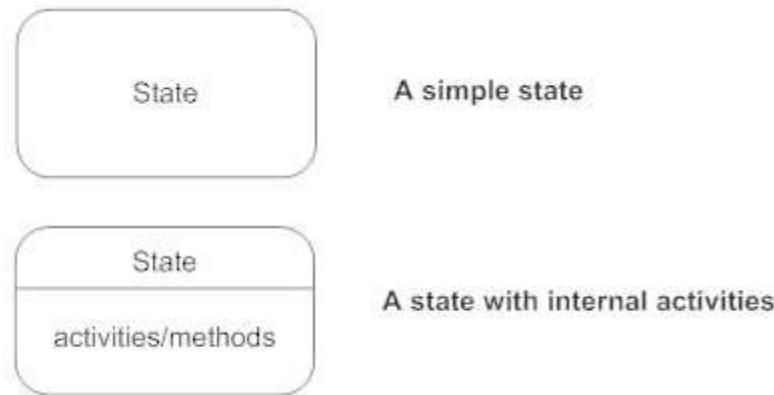 State
A simple state
State
activities/methods
A state with internal activities